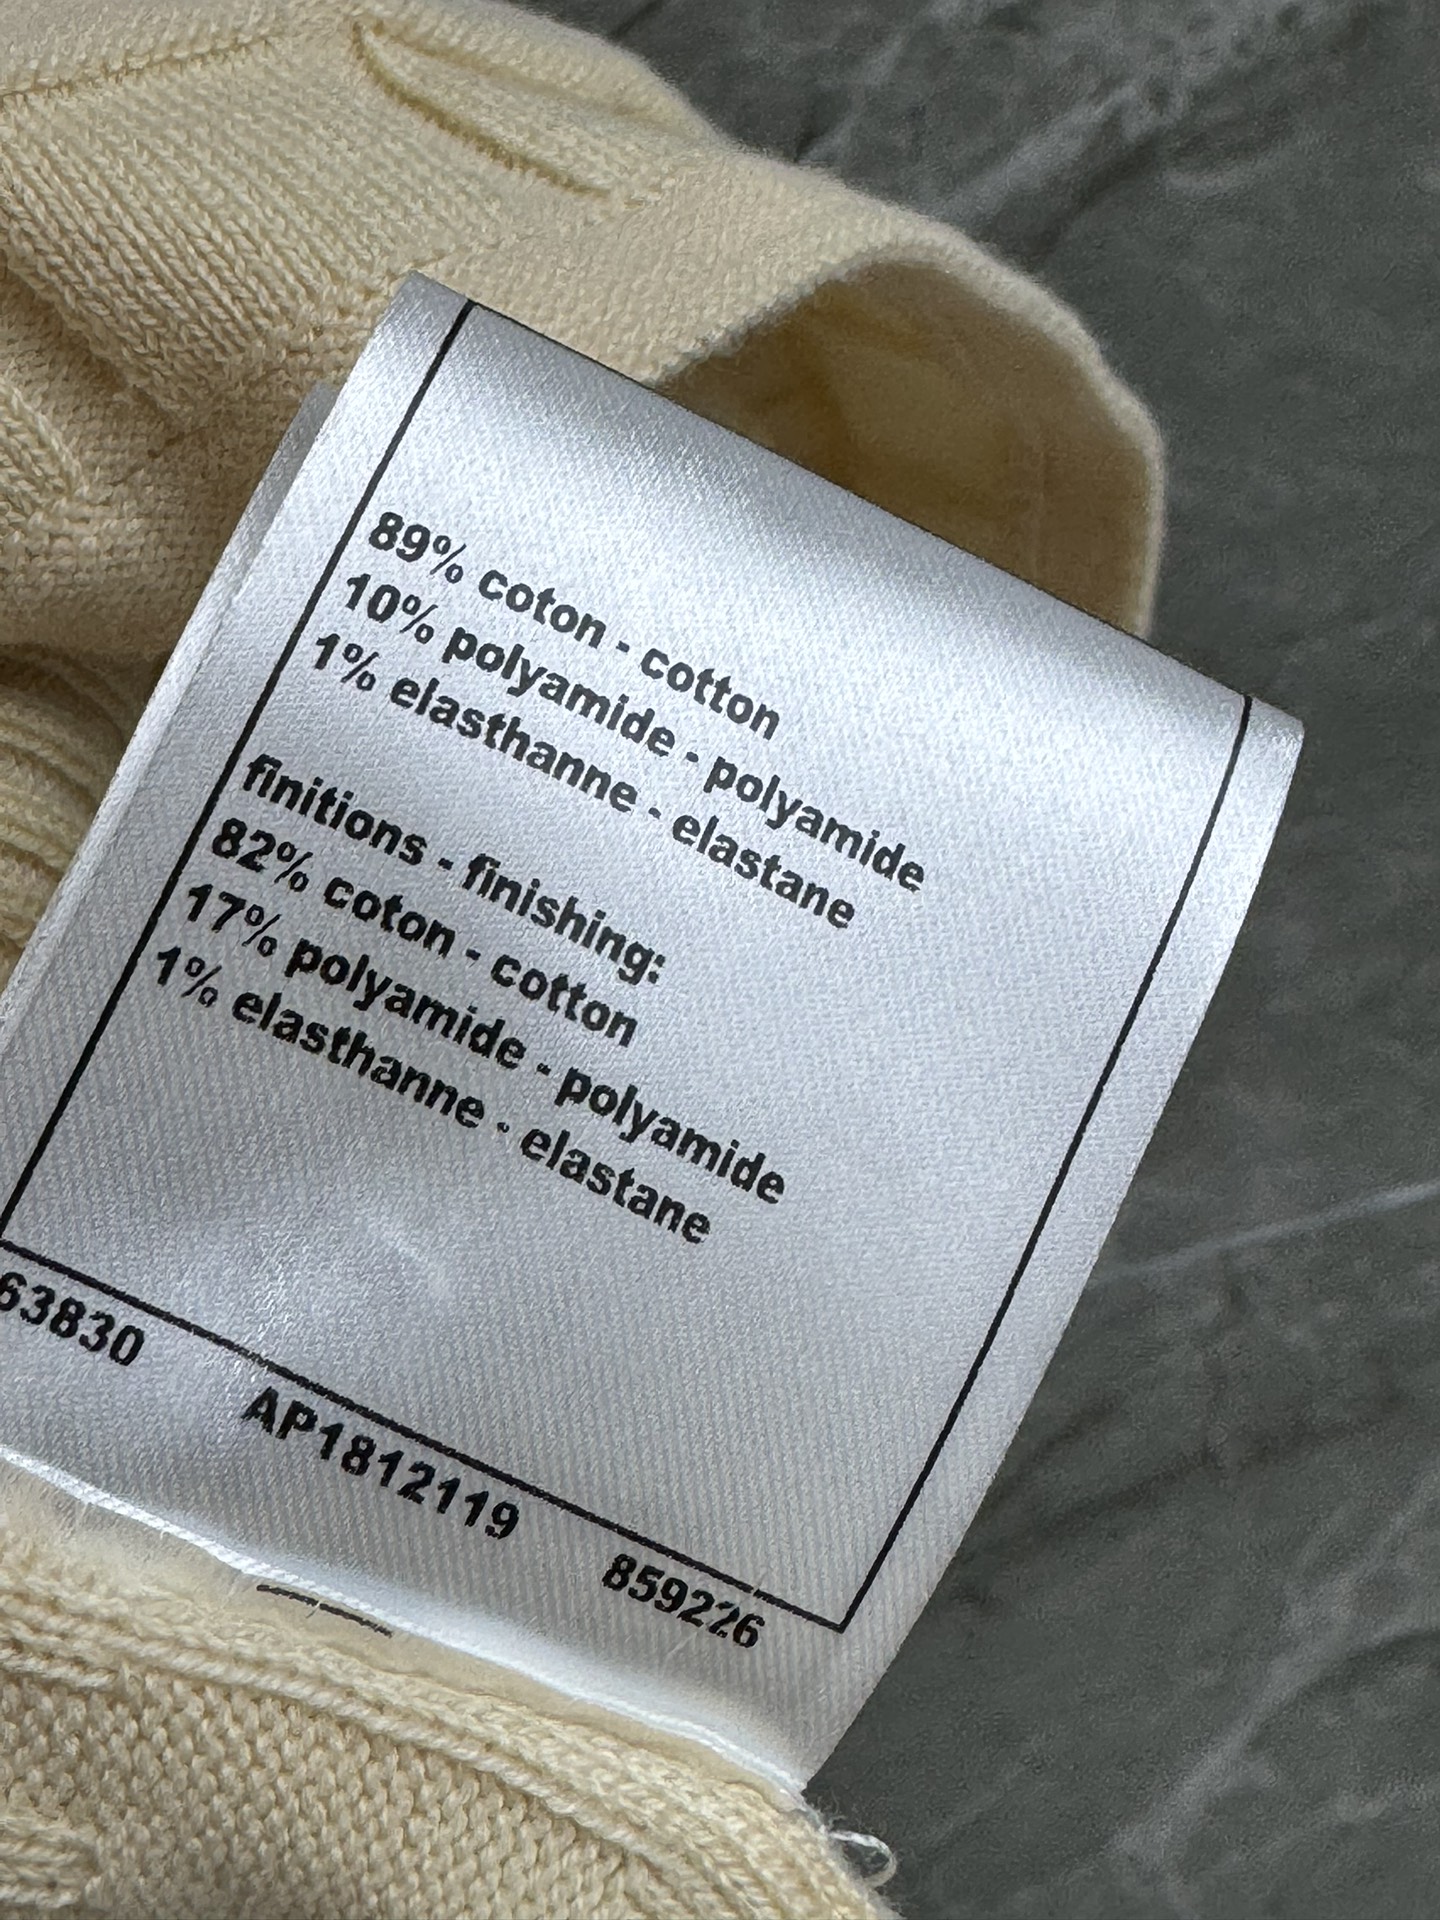 89% coton - cotton
10% polyamide - polyamide
1% elasthanne - elastane
finitions - finishing:
82% coton - cotton
17% polyamide - polyamide
1% elasthanne - elastane
63830 AP1812119 859226